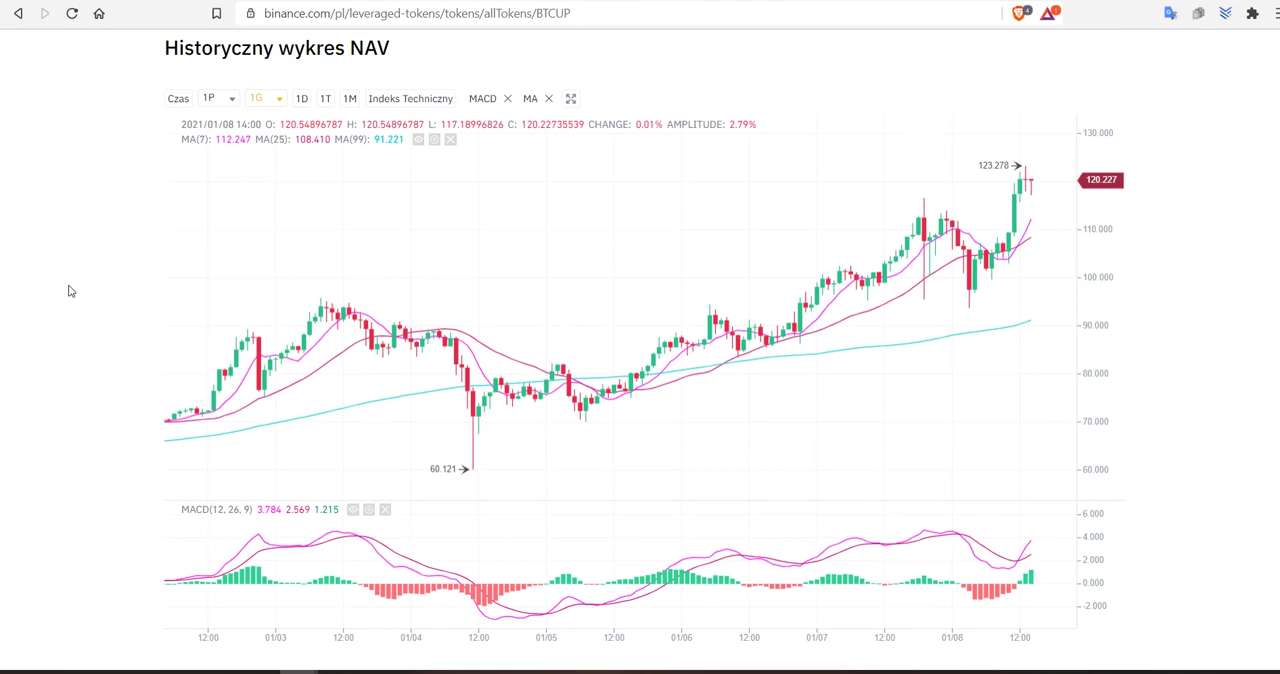 binance.com/pl/leveraged-tokens/tokens/allTokens/BTCUP
4
1
Historyczny wykres NAV
Czas 1P 1G 1D 1T 1M Indeks Techniczny MACD MA
2021/01/08 14:00 O: 120.54896787 H: 120.54896787 L: 117.18996826 C: 120.22735539 CHANGE: 0.01% AMPLITUDE: 2.79%
MA(7): 112.247 MA(25): 108.410 MA(99): 91.221
130.000
123.278
120.227
110.000
100.000
90.000
80.000
70.000
60.121
60.000
MACD(12, 26, 9) 3.784 2.569 1.215
6.000
4.000
2.000
0.000
-2.000
12:00 01/03 12:00 01/04 12:00 01/05 12:00 01/06 12:00 01/07 12:00 01/08 12:00